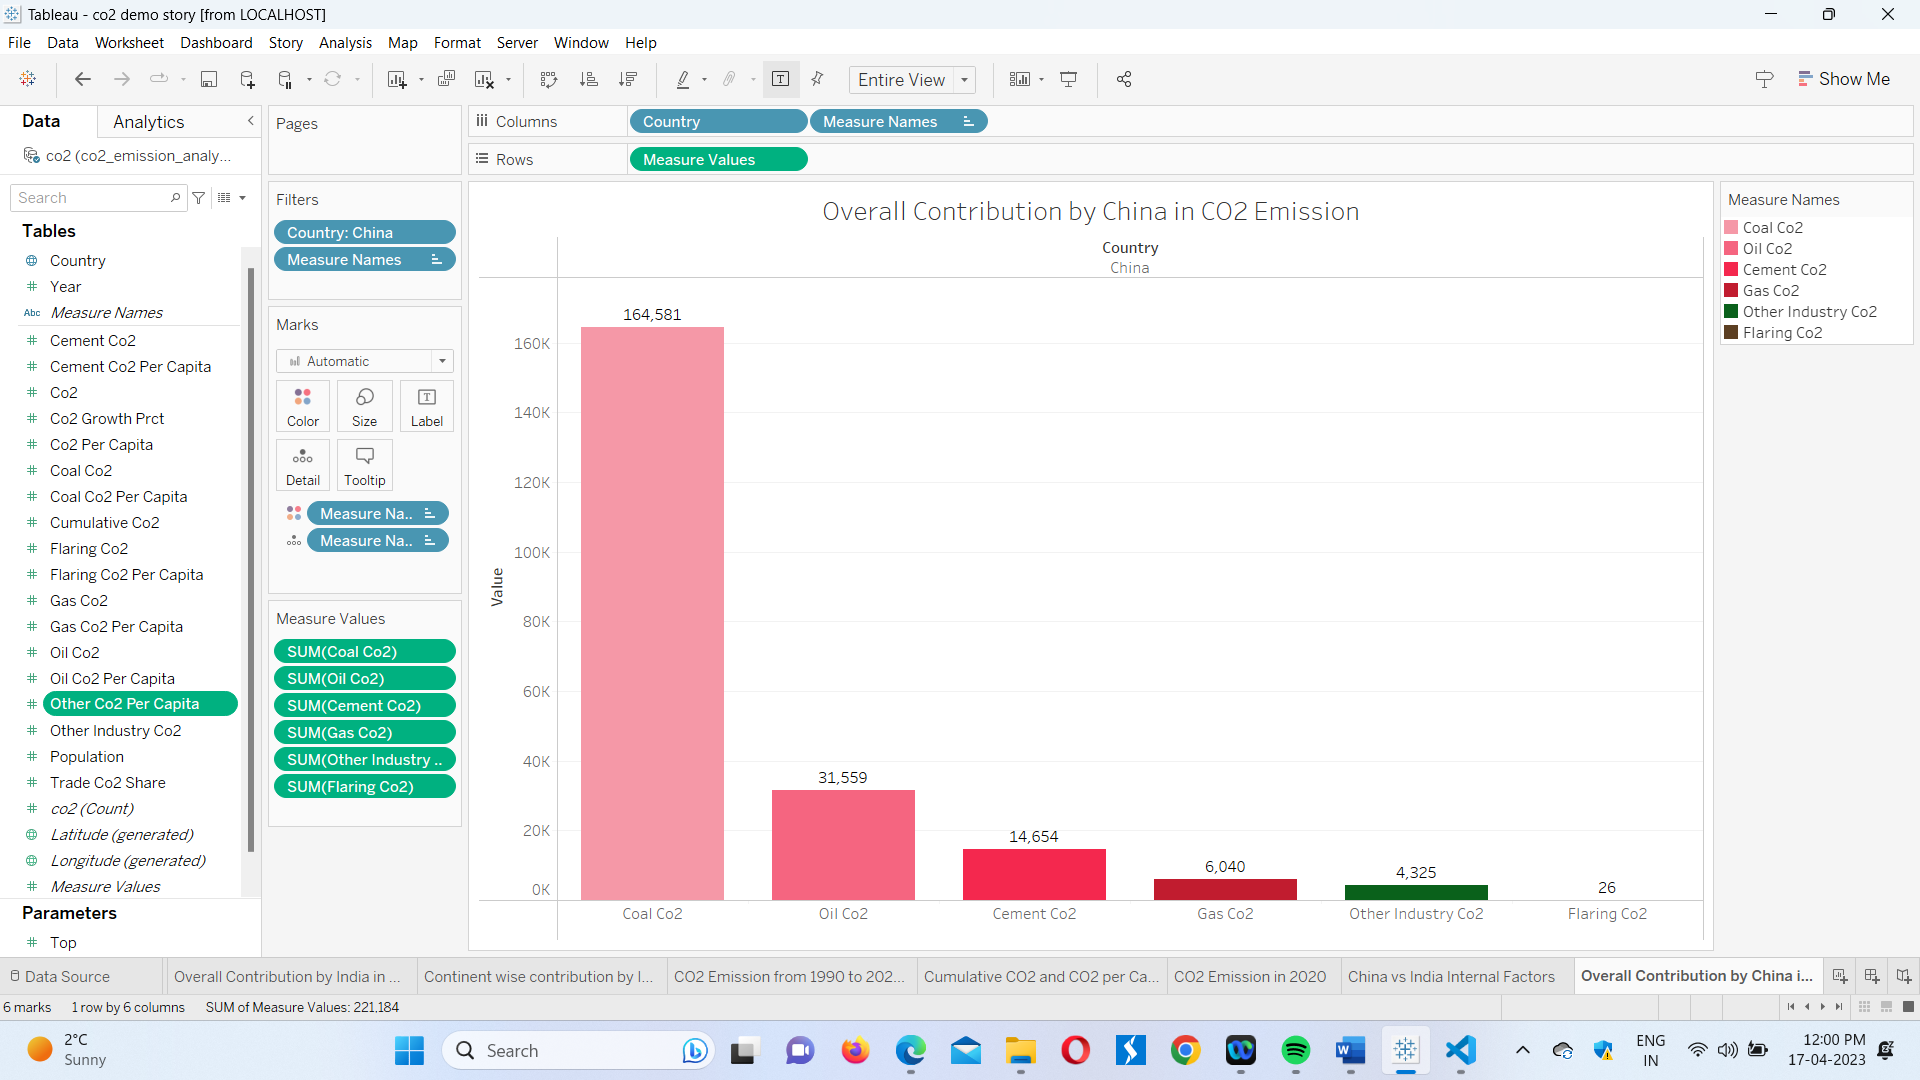 Tableau - co2 demo story [from LOCALHOST]
File Data Worksheet Dashboard Story Analysis Map Format Server Window Help
Entire View
Show Me
Data Analytics
co2 (co2_emission_analy...
Search
Tables
Country
Year
Abc Measure Names
Cement Co2
Cement Co2 Per Capita
Co2
Co2 Growth Prct
Co2 Per Capita
Coal Co2
Coal Co2 Per Capita
Cumulative Co2
Flaring Co2
Flaring Co2 Per Capita
Gas Co2
Gas Co2 Per Capita
Oil Co2
Oil Co2 Per Capita
Other Co2 Per Capita
Other Industry Co2
Population
Trade Co2 Share
co2 (Count)
Latitude (generated)
Longitude (generated)
Measure Values
Parameters
Top
Pages
Filters
Country: China
Measure Names
Marks
Automatic
Color Size Label
Detail Tooltip
Measure Na..
Measure Na..
Measure Values
SUM(Coal Co2)
SUM(Oil Co2)
SUM(Cement Co2)
SUM(Gas Co2)
SUM(Other Industry ..
SUM(Flaring Co2)
Columns Country Measure Names
Rows Measure Values
Overall Contribution by China in CO2 Emission
Country
China
Value
160K
140K
120K
100K
80K
60K
40K
20K
0K
164,581
31,559
14,654
6,040
4,325
26
Coal Co2 Oil Co2 Cement Co2 Gas Co2 Other Industry Co2 Flaring Co2
Measure Names
Coal Co2
Oil Co2
Cement Co2
Gas Co2
Other Industry Co2
Flaring Co2
Data Source Overall Contribution by India in ... Continent wise contribution by I... CO2 Emission from 1990 to 202... Cumulative CO2 and CO2 per Ca... CO2 Emission in 2020 China vs India Internal Factors Overall Contribution by China i...
6 marks 1 row by 6 columns SUM of Measure Values: 221,184
2°C
Sunny
Search
ENG
IN
12:00 PM
17-04-2023